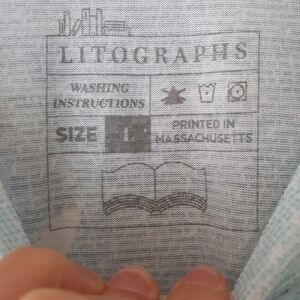 LITOGRAPHS
WASHING
INSTRUCTIONS
SIZE L
PRINTED IN
MASSACHUSETTS